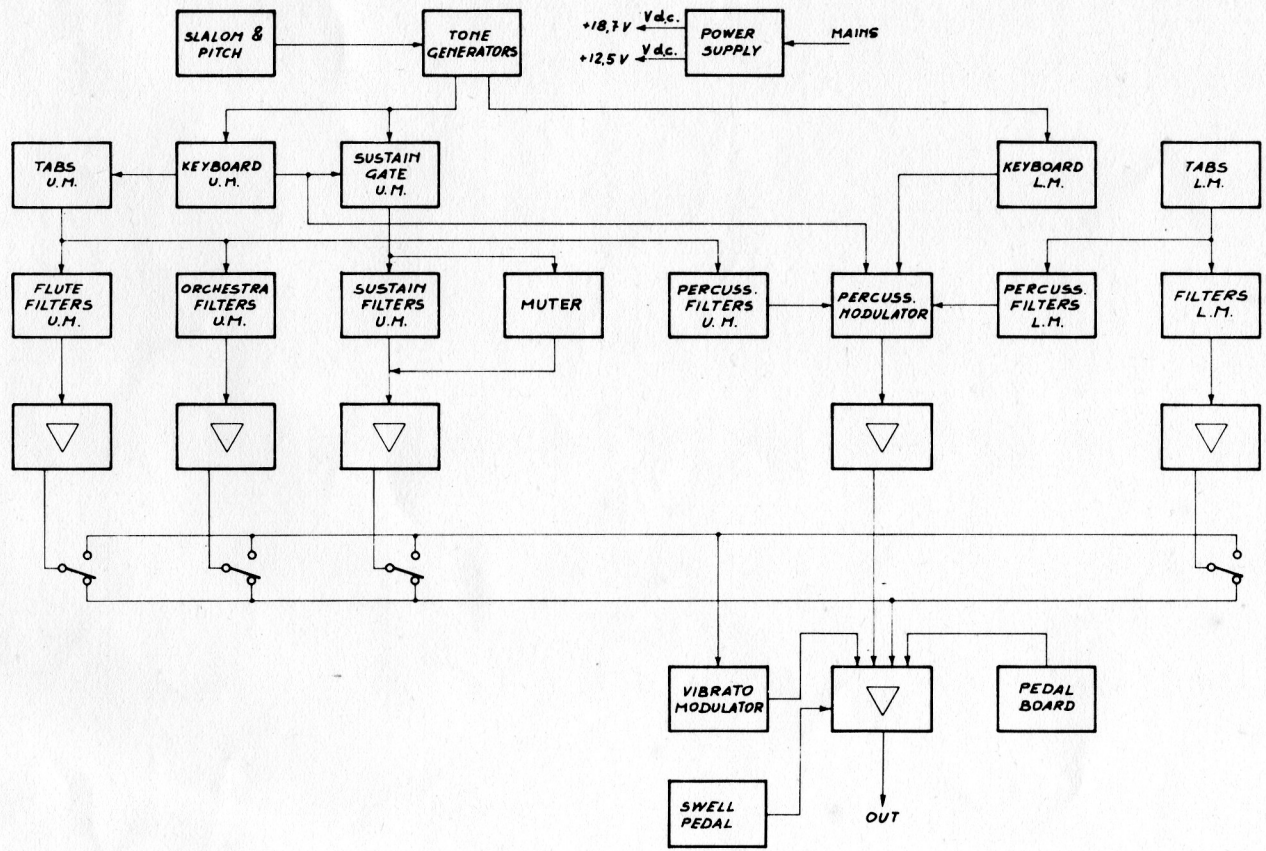 SLALOM &
PITCH
TONE
GENERATORS
+18,7 V
V d.c.
+12,5 V
V d.c.
POWER
SUPPLY
MAINS
TABS
U.M.
KEYBOARD
U.M.
SUSTAIN
GATE
U.M.
KEYBOARD
L.M.
TABS
L.M.
FLUTE
FILTERS
U.M.
ORCHESTRA
FILTERS
U.M.
SUSTAIN
FILTERS
U.M.
MUTER
PERCUSS.
FILTERS
U.M.
PERCUSS.
MODULATOR
PERCUSS.
FILTERS
L.M.
FILTERS
L.M.
VIBRATO
MODULATOR
PEDAL
BOARD
SWELL
PEDAL
OUT